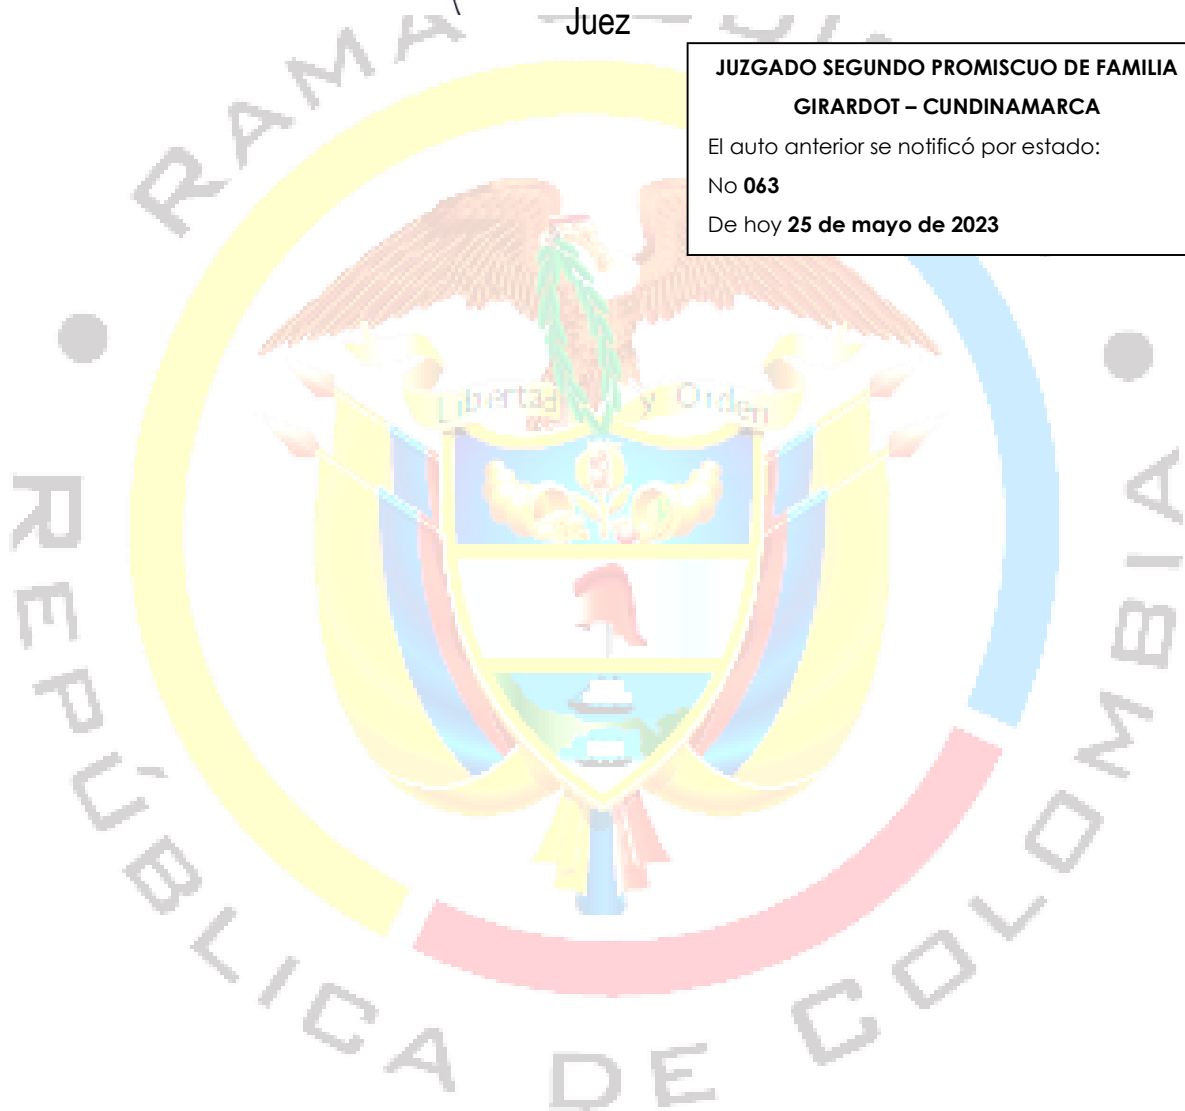 Juez
JUZGADO SEGUNDO PROMISCUO DE FAMILIA
GIRARDOT – CUNDINAMARCA
El auto anterior se notificó por estado:
No 063
De hoy 25 de mayo de 2023
RAMA
Libertad y Orden
REPÚBLICA DE COLOMBIA